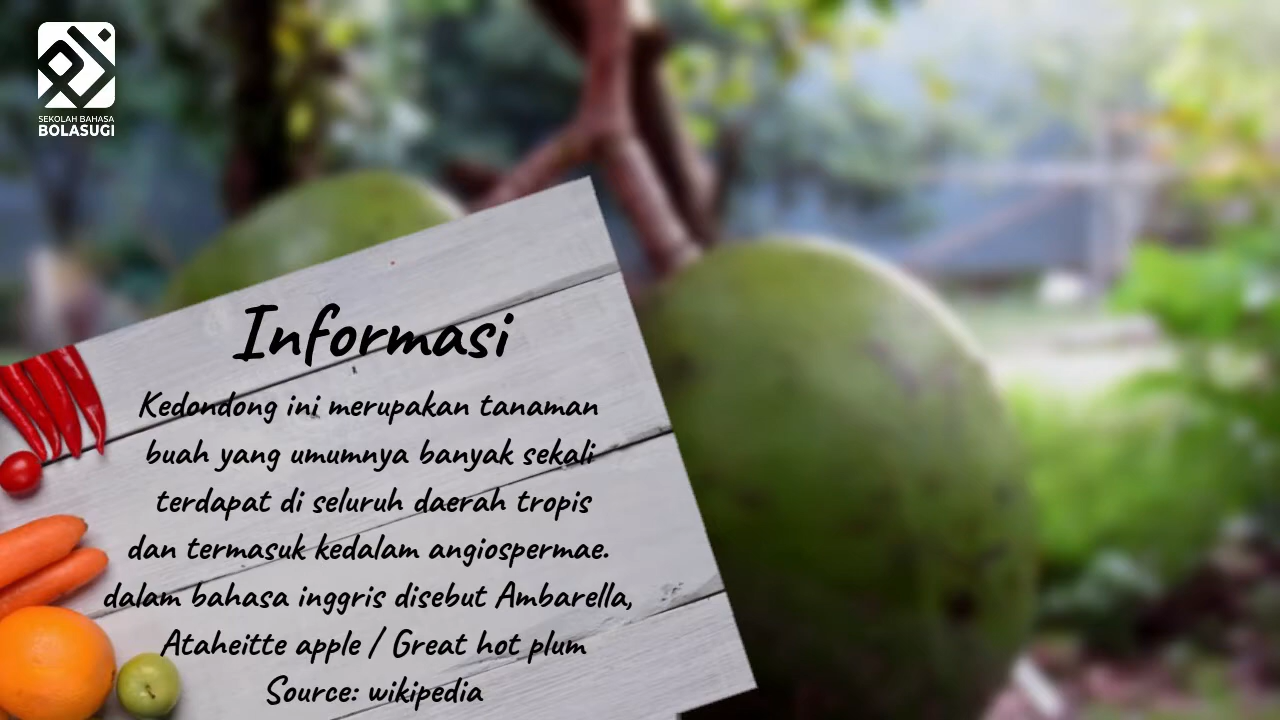 SEKOLAH BAHASA
BOLASUGI
Informasi
Kedondong ini merupakan tanaman
buah yang umumnya banyak sekali
terdapat di seluruh daerah tropis
dan termasuk kedalam angiospermae.
dalam bahasa inggris disebut Ambarella,
Ataheitte apple / Great hot plum
Source: wikipedia